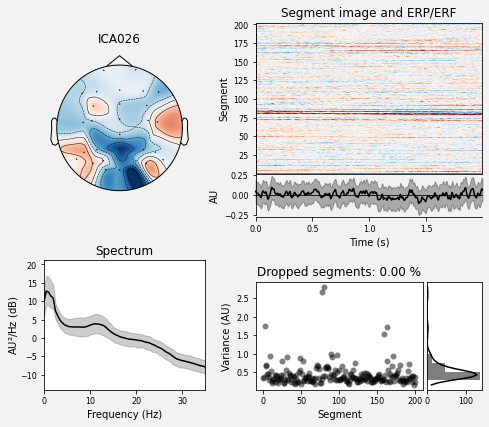 ICA026
Segment image and ERP/ERF
Segment
200
175
150
125
100
75
50
25
AU
0.25
0.00
−0.25
0.0 0.5 1.0 1.5
Time (s)
Spectrum
AU²/Hz (dB)
20
15
10
5
0
−5
−10
0 10 20 30
Frequency (Hz)
Dropped segments: 0.00 %
Variance (AU)
2.5
2.0
1.5
1.0
0.5
0 50 100 150 200
Segment
0 100